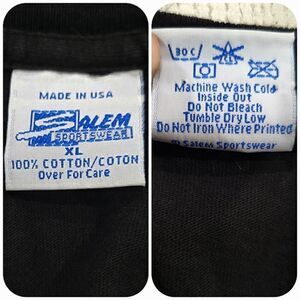 MADE IN USA
SALEM
SPORTSWEAR
XL
100% COTTON/COTON
Over For Care
30 C
CL
Machine Wash Cold
Inside Out
Do Not Bleach
Tumble Dry Low
Do Not Iron Where Printed
© Salem Sportswear